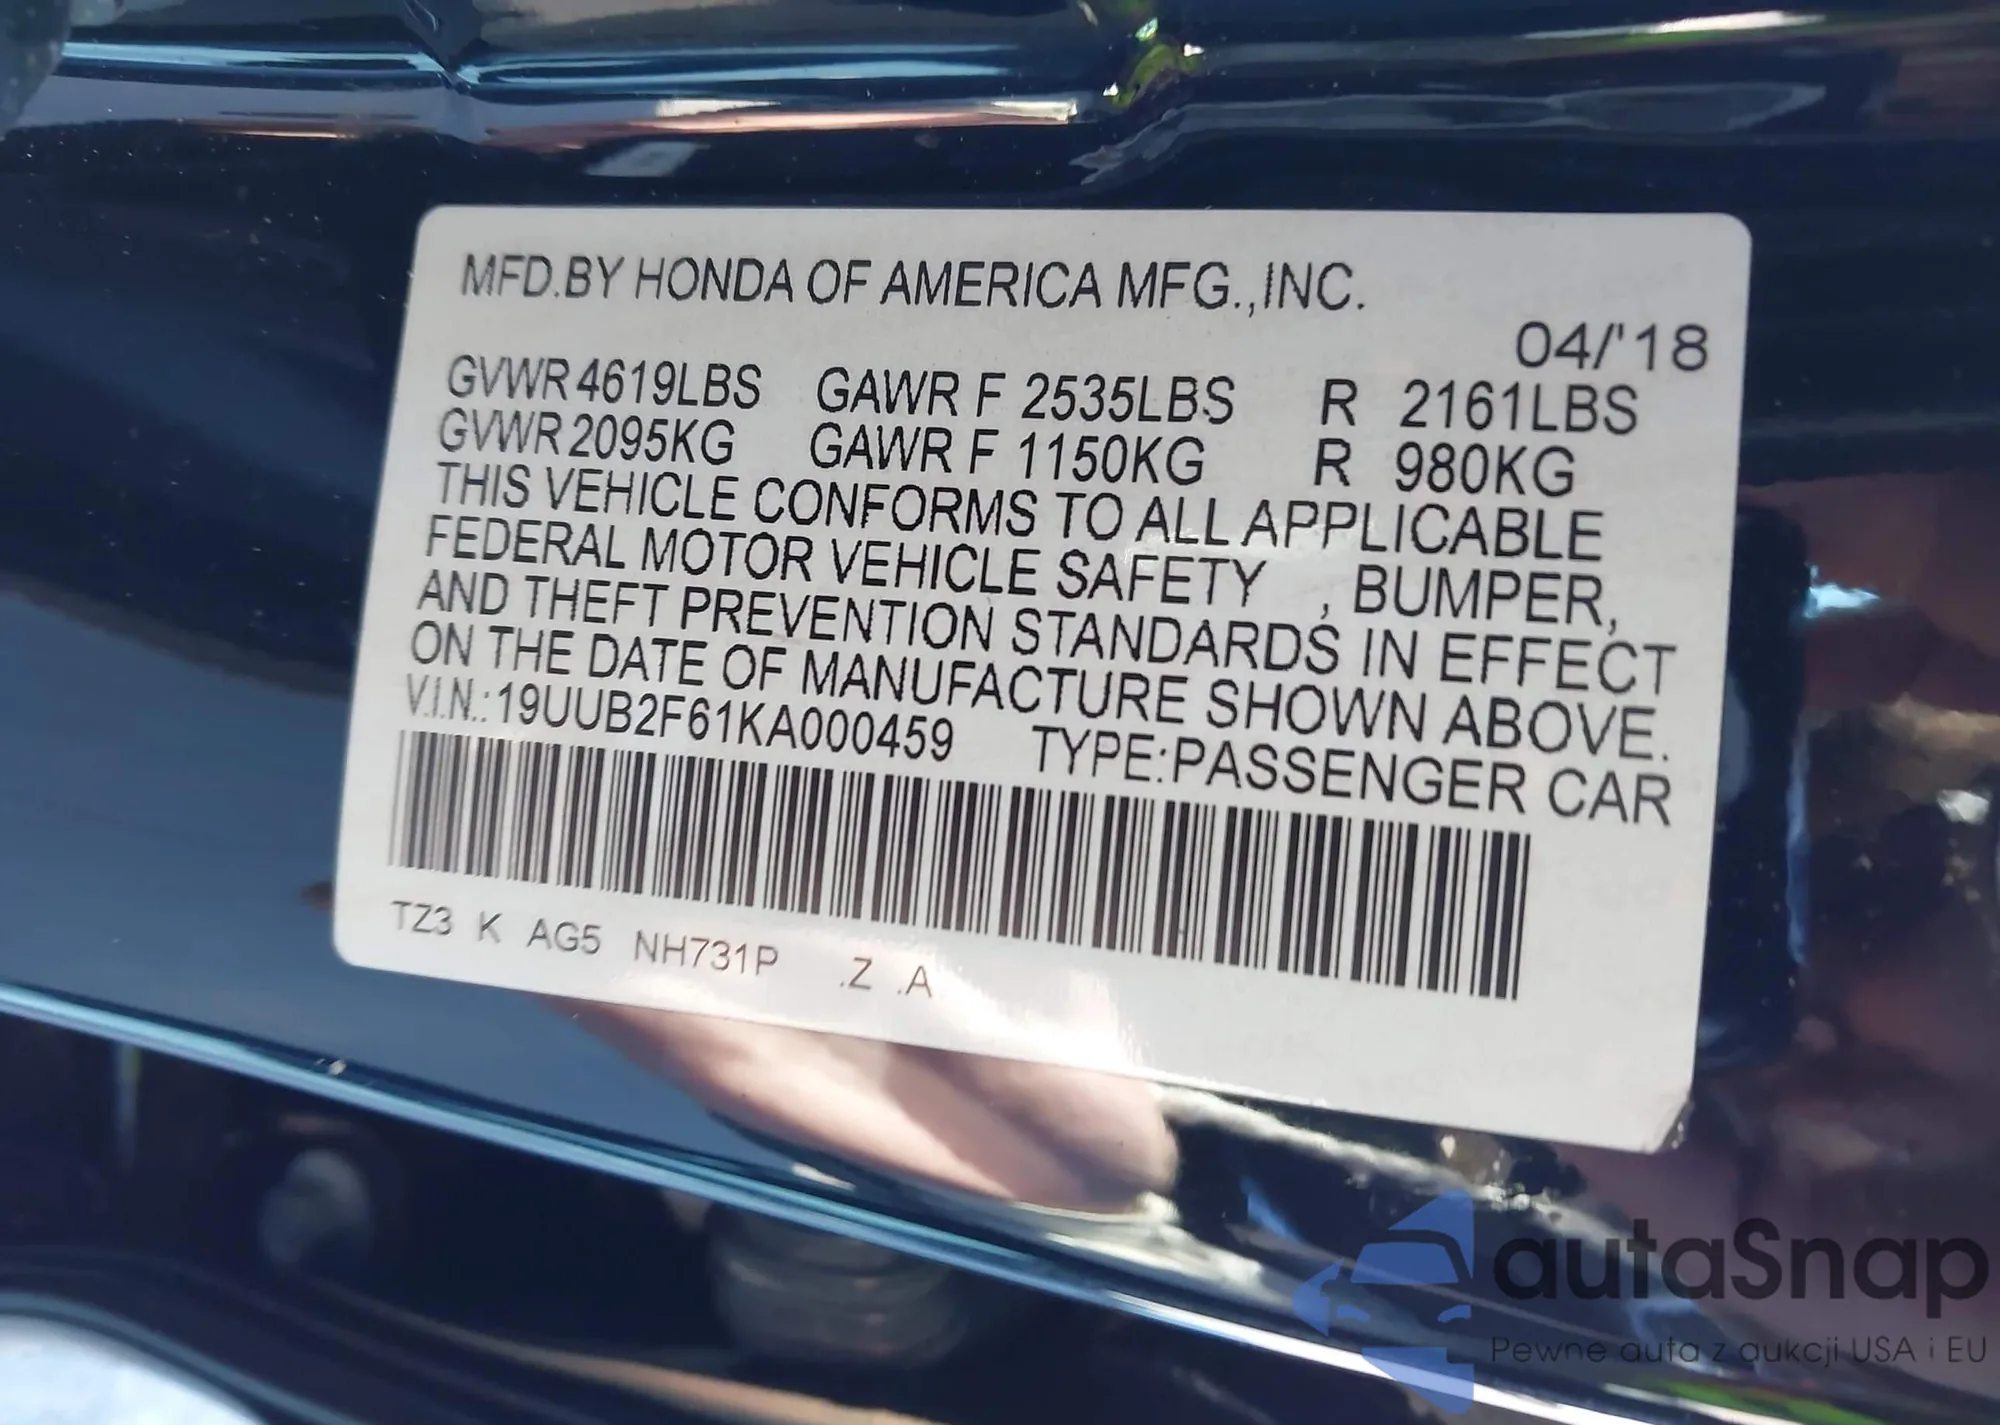 MFD.BY HONDA OF AMERICA MFG.,INC.
04/'18
GVWR 4619LBS GAWR F 2535LBS R 2161LBS
GVWR 2095KG GAWR F 1150KG R 980KG
THIS VEHICLE CONFORMS TO ALL APPLICABLE
FEDERAL MOTOR VEHICLE SAFETY , BUMPER,
AND THEFT PREVENTION STANDARDS IN EFFECT
ON THE DATE OF MANUFACTURE SHOWN ABOVE.
V.I.N.: 19UUB2F61KA000459 TYPE:PASSENGER CAR
TZ3 K AG5 NH731P .Z .A
autaSnap
Pewne auta z aukcji USA i EU